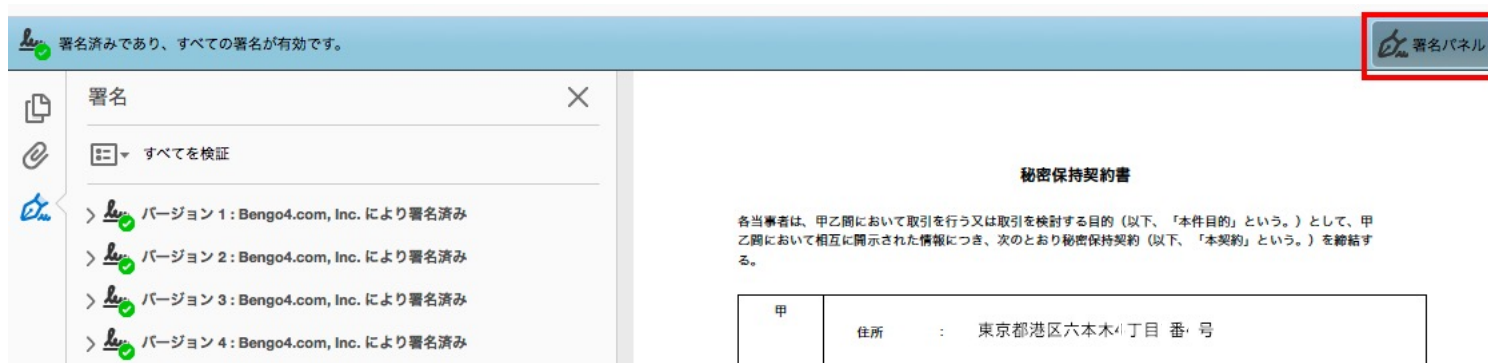 署名済みであり、すべての署名が有効です。
署名パネル
署名
すべてを検証
バージョン 1 : Bengo4.com, Inc. により署名済み
バージョン 2 : Bengo4.com, Inc. により署名済み
バージョン 3 : Bengo4.com, Inc. により署名済み
バージョン 4 : Bengo4.com, Inc. により署名済み
秘密保持契約書
各当事者は、甲乙間において取引を行う又は取引を検討する目的（以下、「本件目的」という。）として、甲
乙間において相互に開示された情報につき、次のとおり秘密保持契約（以下、「本契約」という。）を締結す
る。
甲
住所 : 東京都港区六本木 丁目 番 号